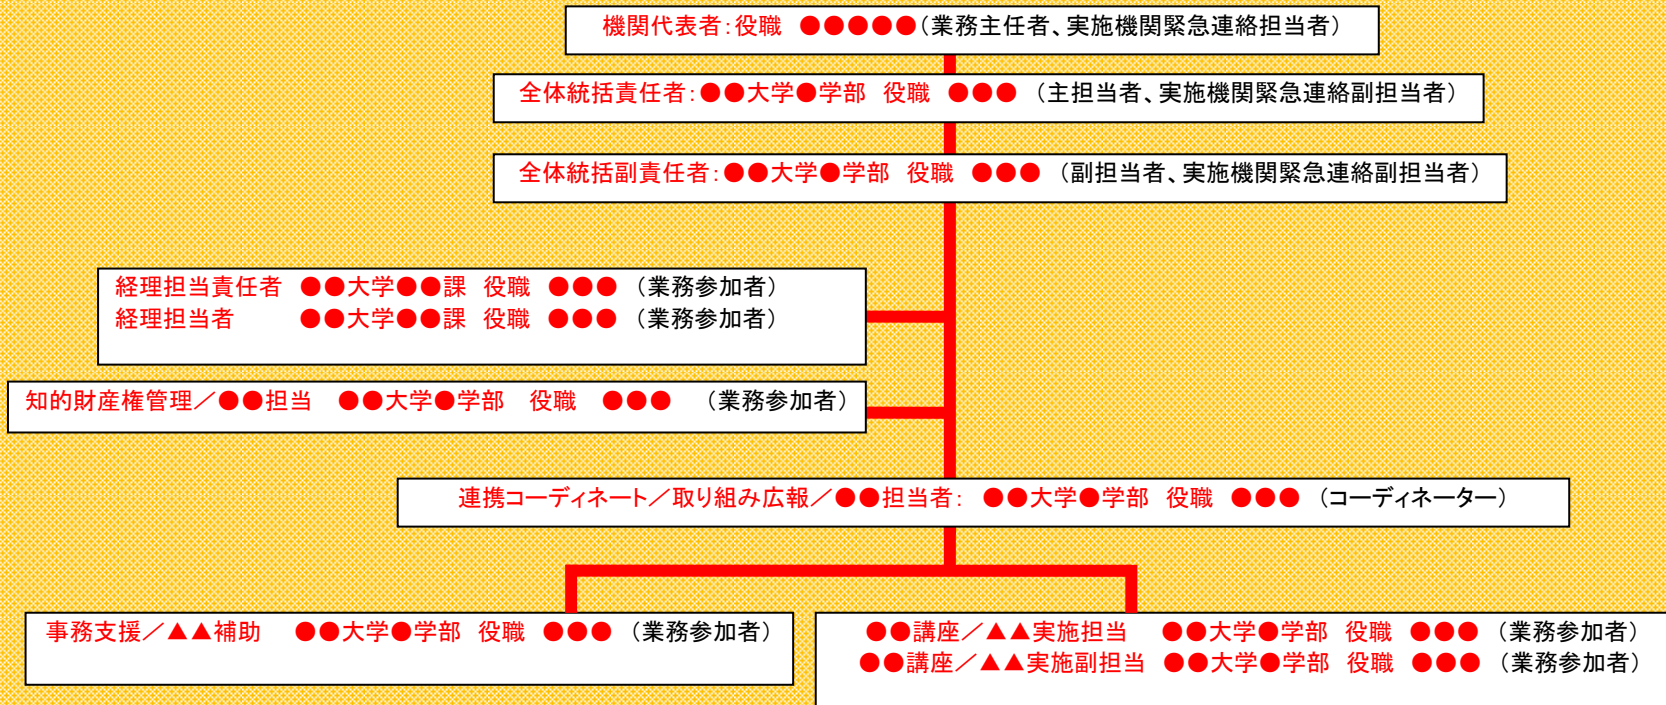 機関代表者:役職 ●●●●●(業務主任者、実施機関緊急連絡担当者)
全体統括責任者:●●大学●学部 役職 ●●● (主担当者、実施機関緊急連絡副担当者)
全体統括副責任者:●●大学●学部 役職 ●●● (副担当者、実施機関緊急連絡副担当者)
経理担当責任者 ●●大学●●課 役職 ●●● (業務参加者)
経理担当者 ●●大学●●課 役職 ●●● (業務参加者)
知的財産権管理/●●担当 ●●大学●学部 役職 ●●● (業務参加者)
連携コーディネート/取り組み広報/●●担当者: ●●大学●学部 役職 ●●● (コーディネーター)
事務支援/▲▲補助 ●●大学●学部 役職 ●●● (業務参加者)
●●講座/▲▲実施担当 ●●大学●学部 役職 ●●● (業務参加者)
●●講座/▲▲実施副担当 ●●大学●学部 役職 ●●● (業務参加者)